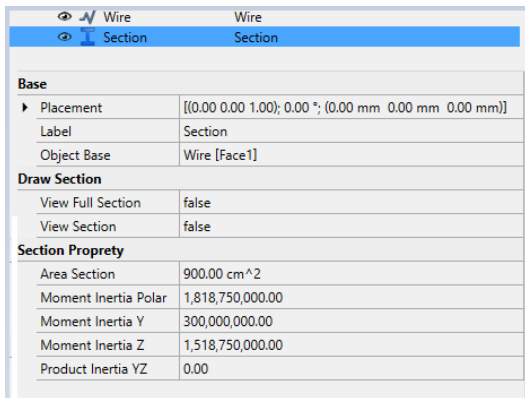 Wire Wire
Section Section
Base
Placement [(0.00 0.00 1.00); 0.00 °; (0.00 mm 0.00 mm 0.00 mm)]
Label Section
Object Base Wire [Face1]
Draw Section
View Full Section false
View Section false
Section Proprety
Area Section 900.00 cm^2
Moment Inertia Polar 1,818,750,000.00
Moment Inertia Y 300,000,000.00
Moment Inertia Z 1,518,750,000.00
Product Inertia YZ 0.00